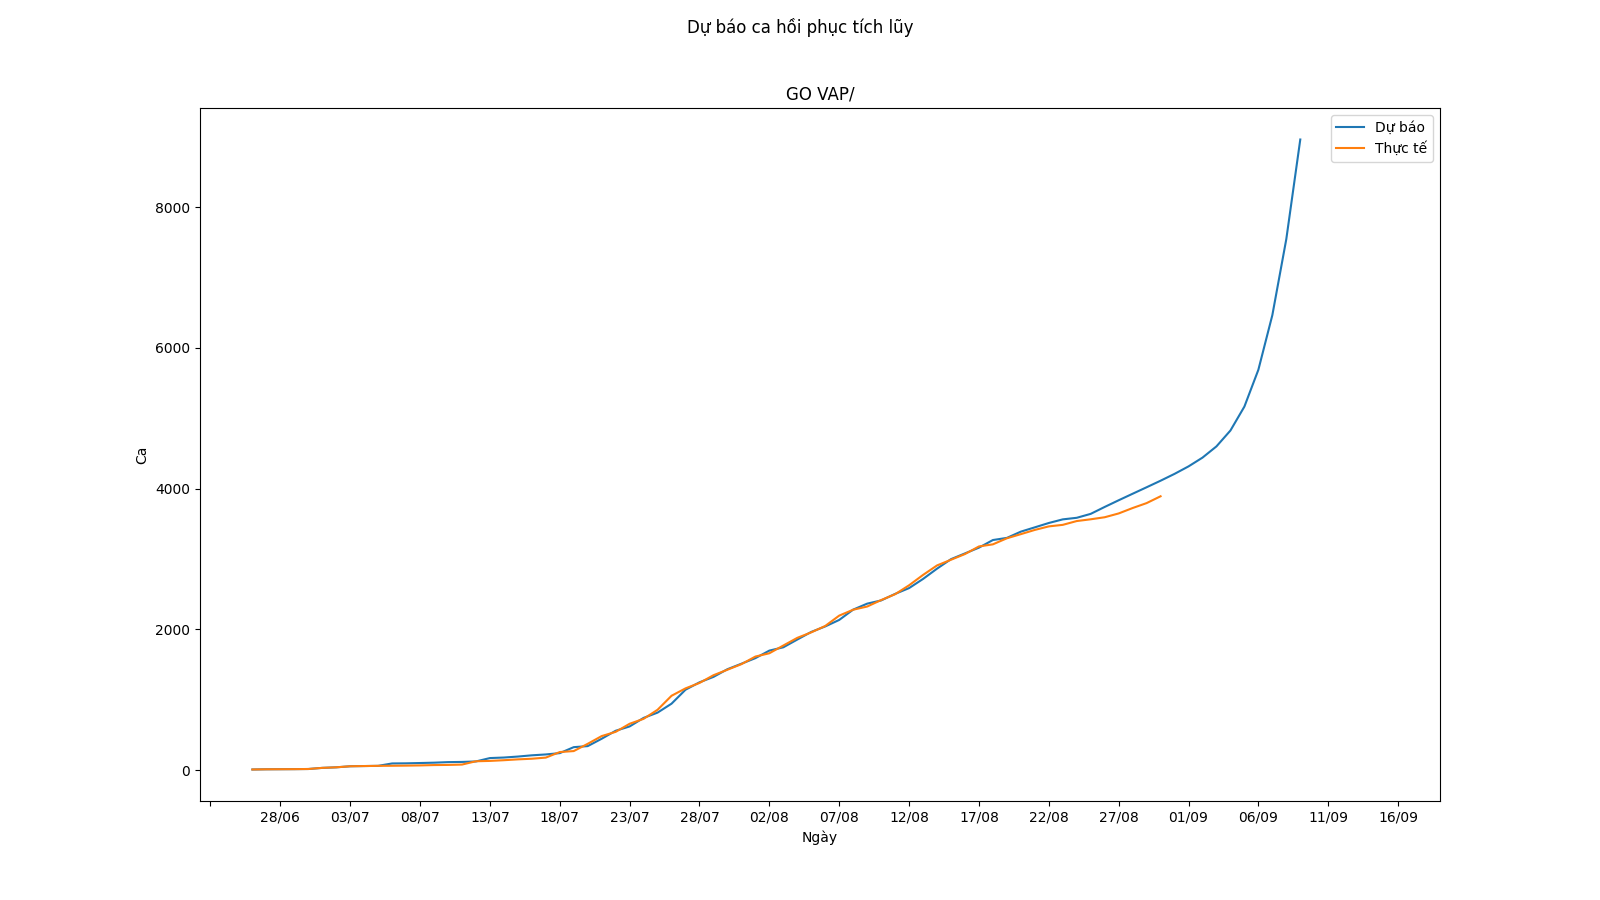 Dự báo ca hồi phục tích lũy
GO VAP/
Dự báo
Thực tế
8000
6000
4000
2000
0
Ca
28/06 03/07 08/07 13/07 18/07 23/07 28/07 02/08 07/08 12/08 17/08 22/08 27/08 01/09 06/09 11/09 16/09
Ngày